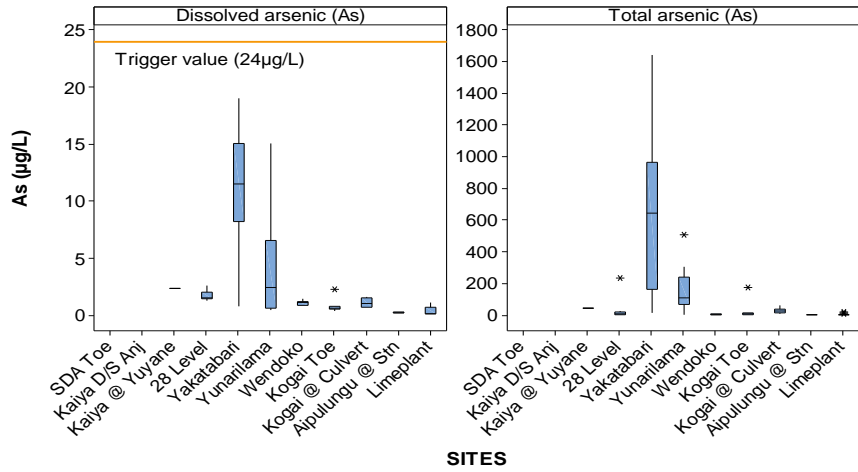 Dissolved arsenic (As)
Total arsenic (As)
As (µg/L)
25
20
15
10
5
0
Trigger value (24µg/L)
1800
1600
1400
1200
1000
800
600
400
200
0
SDA Toe
Kaiya D/S Anj
Kaiya @ Yuyane
28 Level
Yakatabari
Yunarilama
Wendoko
Kogai Toe
Kogai @ Culvert
Aipulungu @ Stn
Limeplant
SDA Toe
Kaiya D/S Anj
Kaiya @ Yuyane
28 Level
Yakatabari
Yunarilama
Wendoko
Kogai Toe
Kogai @ Culvert
Aipulungu @ Stn
Limeplant
SITES